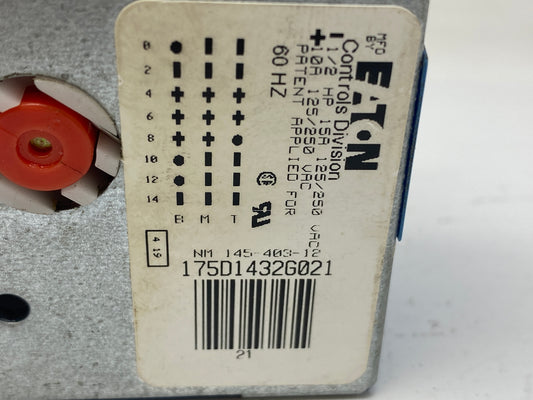 MFD BY
EATON
Controls Division
- 1/2 HP 15A 125/250 VAC
+ 10A 125/250 VAC
PATENT APPLIED FOR
60 HZ
0 ● - -
2 - - -
4 + + +
6 + + +
8 + + ●
10 ● - -
12 ● - -
14 - - -
B M T
4 19
NM 145-403-12
175D1432G021
21